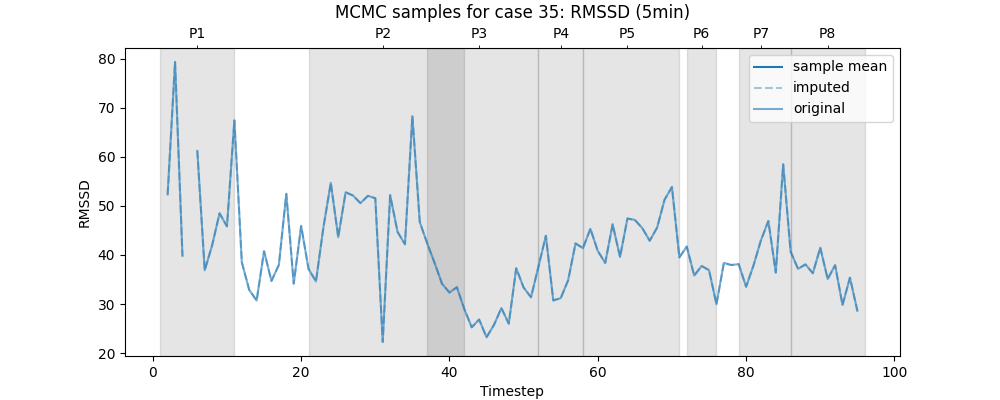 MCMC samples for case 35: RMSSD (5min)
P1 P2 P3 P4 P5 P6 P7 P8
sample mean
imputed
original
80
70
60
50
40
30
20
RMSSD
0 20 40 60 80 100
Timestep